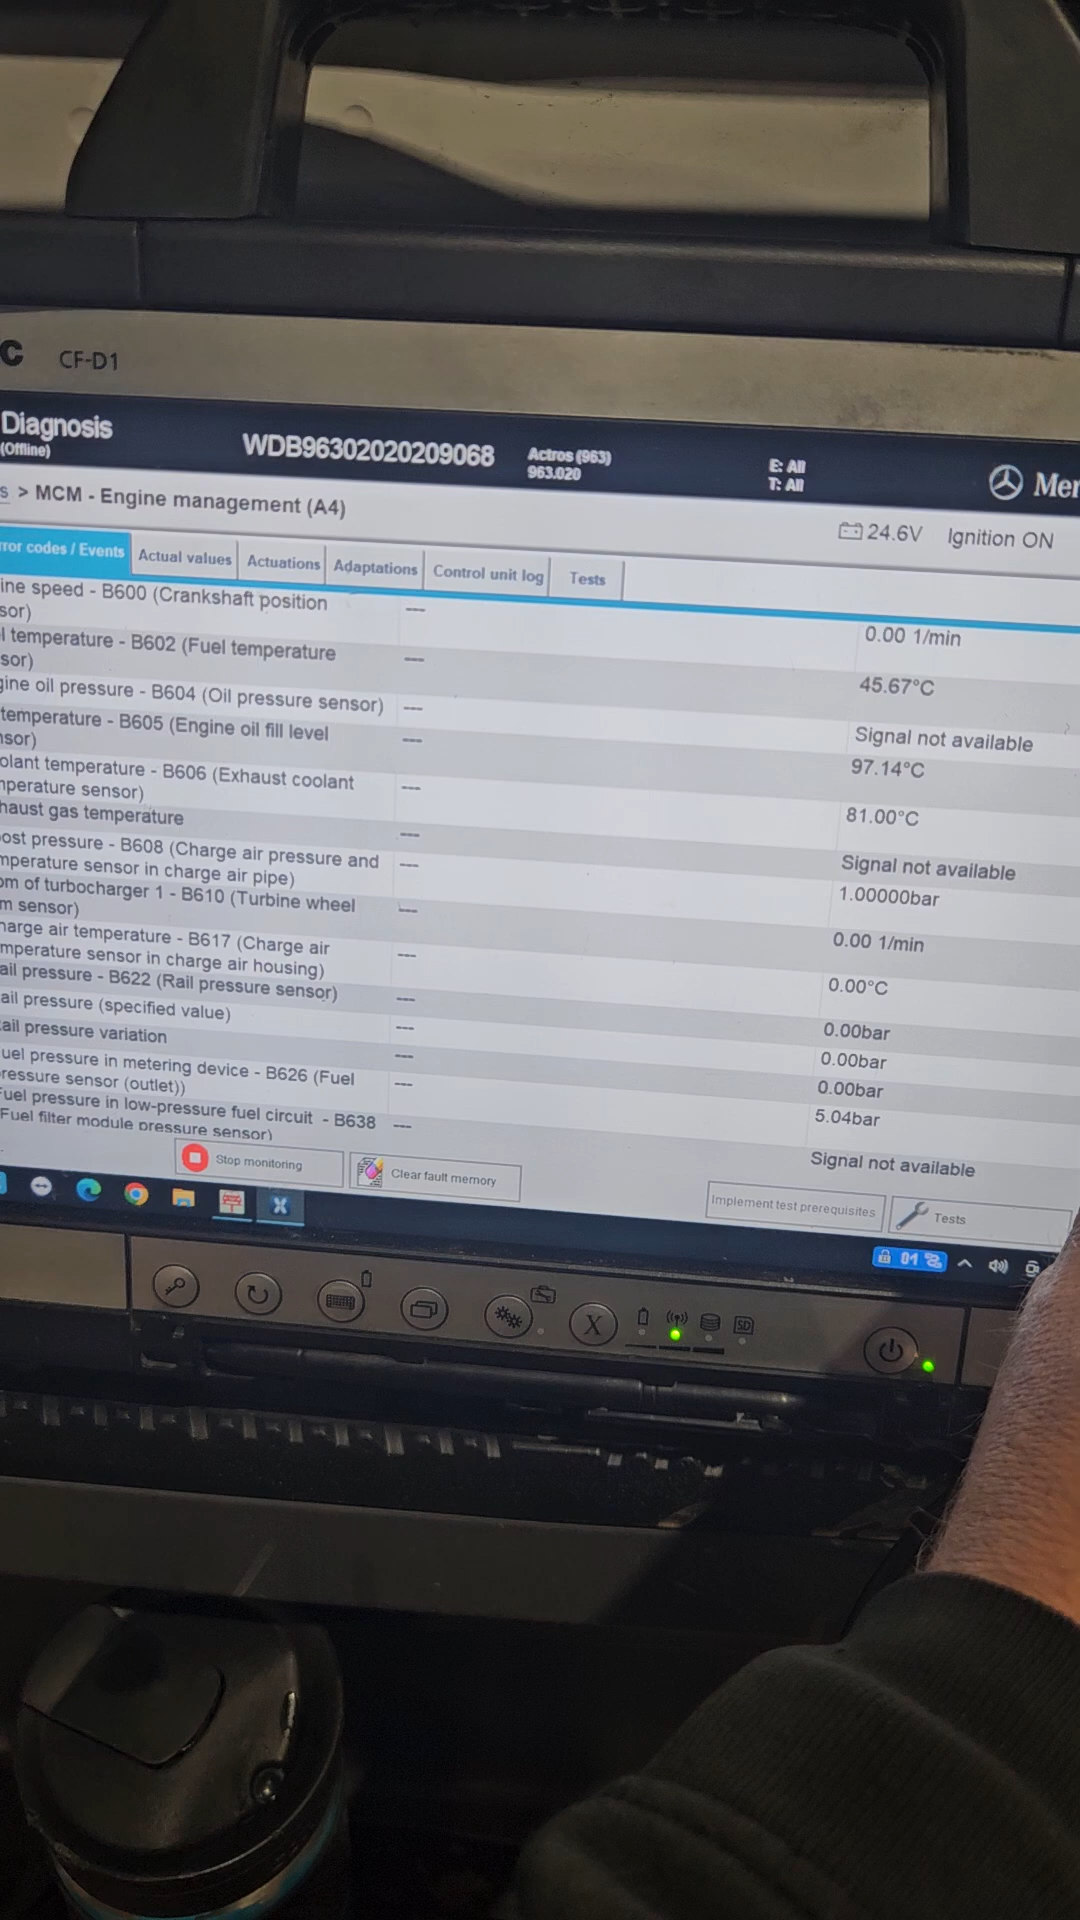 C CF-D1
Diagnosis
(Offline)
WDB96302020209068
Actros (963)
963.020
E: All
T: All
Mer
s > MCM - Engine management (A4)
24.6V Ignition ON
ror codes / Events Actual values Actuations Adaptations Control unit log Tests
ine speed - B600 (Crankshaft position
sor)
---
0.00 1/min
l temperature - B602 (Fuel temperature
sor)
---
45.67°C
gine oil pressure - B604 (Oil pressure sensor)
---
Signal not available
temperature - B605 (Engine oil fill level
nsor)
---
97.14°C
olant temperature - B606 (Exhaust coolant
mperature sensor)
---
81.00°C
haust gas temperature
---
Signal not available
ost pressure - B608 (Charge air pressure and
mperature sensor in charge air pipe)
---
1.00000bar
om of turbocharger 1 - B610 (Turbine wheel
m sensor)
---
0.00 1/min
harge air temperature - B617 (Charge air
mperature sensor in charge air housing)
---
0.00°C
ail pressure - B622 (Rail pressure sensor)
---
0.00bar
ail pressure (specified value)
---
0.00bar
ail pressure variation
---
0.00bar
uel pressure in metering device - B626 (Fuel
ressure sensor (outlet))
---
5.04bar
Fuel pressure in low-pressure fuel circuit - B638
(Fuel filter module pressure sensor)
---
Signal not available
Stop monitoring
Clear fault memory
Implement test prerequisites
Tests
01
X
SD